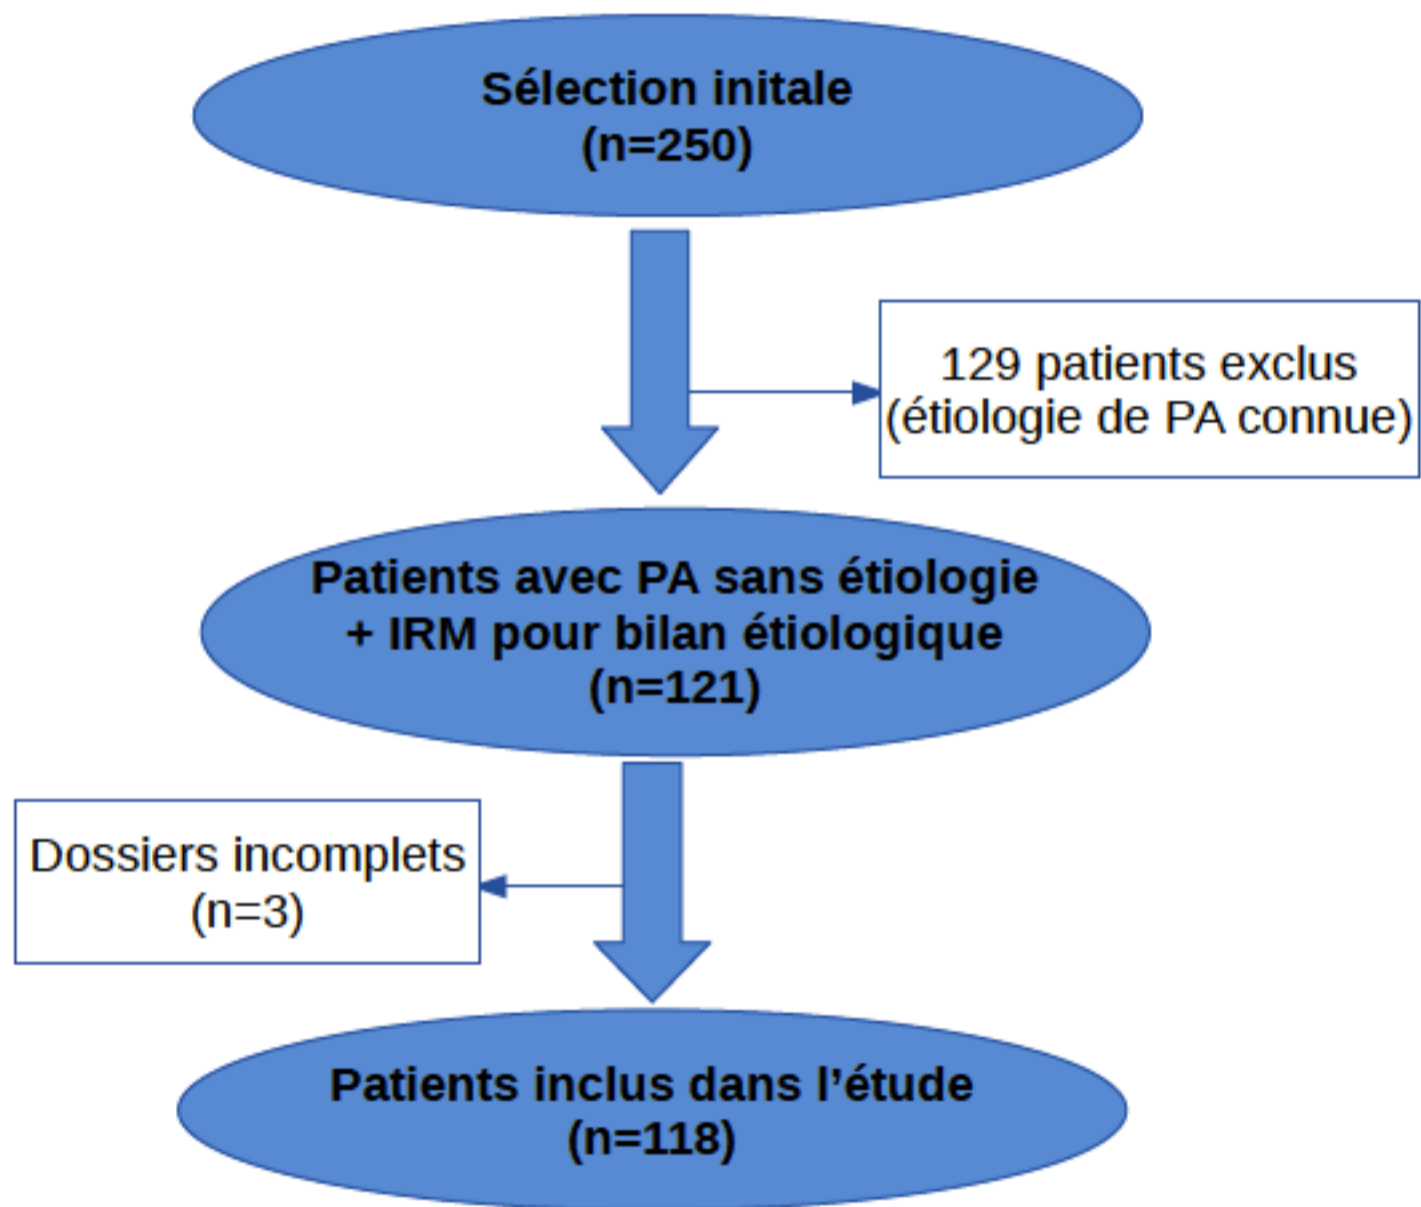 Sélection initale
(n=250)
129 patients exclus
(étiologie de PA connue)
Patients avec PA sans étiologie
+ IRM pour bilan étiologique
(n=121)
Dossiers incomplets
(n=3)
Patients inclus dans l’étude
(n=118)